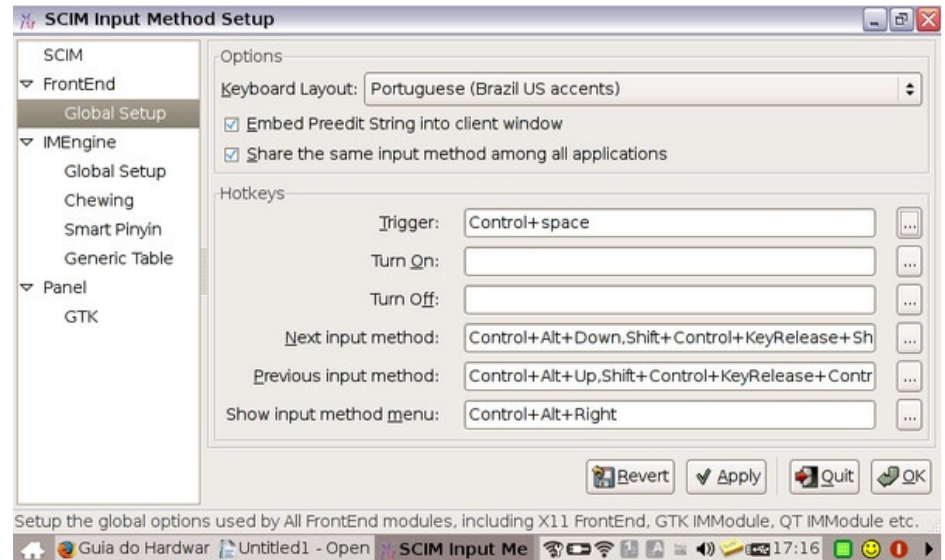 SCIM Input Method Setup
SCIM
FrontEnd
Global Setup
IMEngine
Global Setup
Chewing
Smart Pinyin
Generic Table
Panel
GTK
Options
Keyboard Layout: Portuguese (Brazil US accents)
Embed Preedit String into client window
Share the same input method among all applications
Hotkeys
Trigger: Control+space ...
Turn On: ...
Turn Off: ...
Next input method: Control+Alt+Down,Shift+Control+KeyRelease+Sh ...
Previous input method: Control+Alt+Up,Shift+Control+KeyRelease+Contr ...
Show input method menu: Control+Alt+Right ...
Revert Apply Quit OK
Setup the global options used by All FrontEnd modules, including X11 FrontEnd, GTK IMModule, QT IMModule etc.
Guia do Hardwar Untitled1 - Open SCIM Input Me 17:16